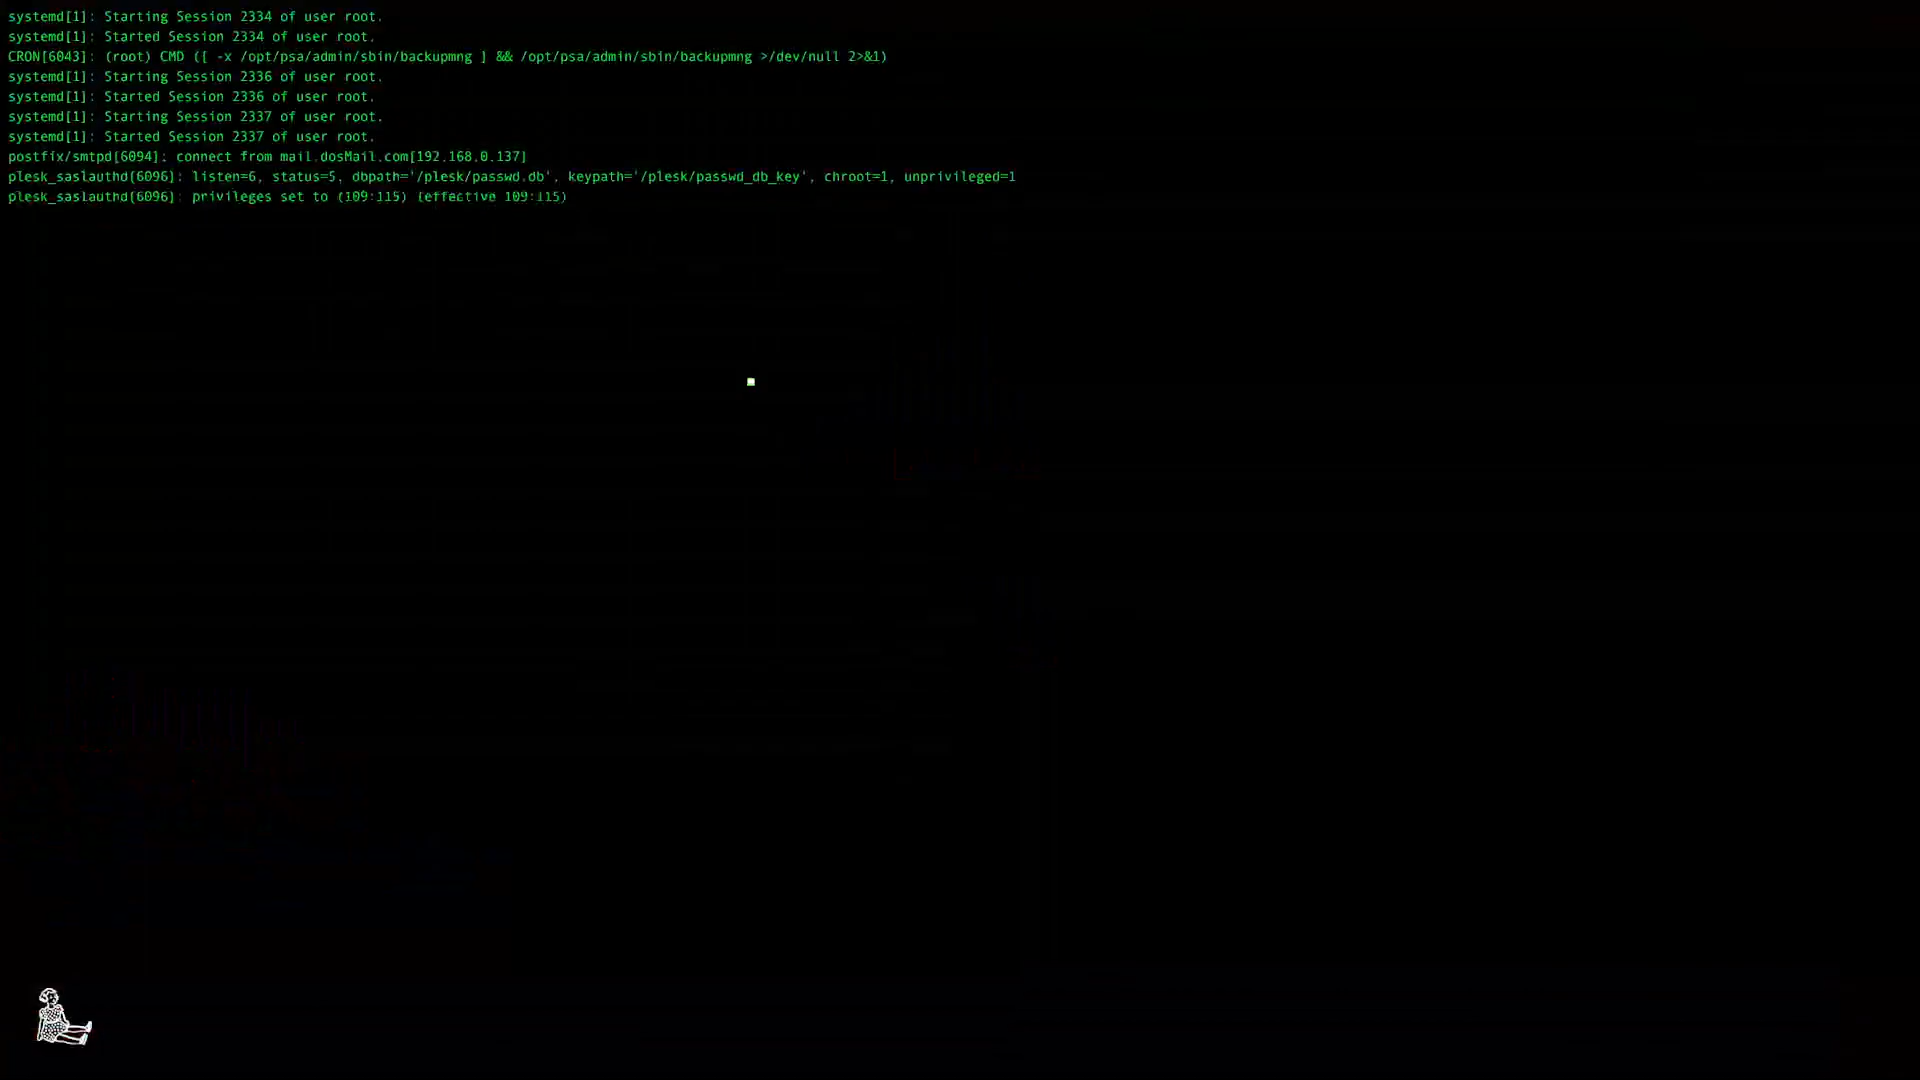 systemd[1]: Starting Session 2334 of user root.
systemd[1]: Started Session 2334 of user root.
CRON[6043]: (root) CMD ([ -x /opt/psa/admin/sbin/backupmng ] && /opt/psa/admin/sbin/backupmng >/dev/null 2>&1)
systemd[1]: Starting Session 2336 of user root.
systemd[1]: Started Session 2336 of user root.
systemd[1]: Starting Session 2337 of user root.
systemd[1]: Started Session 2337 of user root.
postfix/smtpd[6094]: connect from mail.dosMail.com[192.168.0.137]
plesk_saslauthd[6096]: listen=6, status=5, dbpath='/plesk/passwd.db', keypath='/plesk/passwd_db_key', chroot=1, unprivileged=1
plesk_saslauthd[6096]: privileges set to (109:115) (effective 109:115)